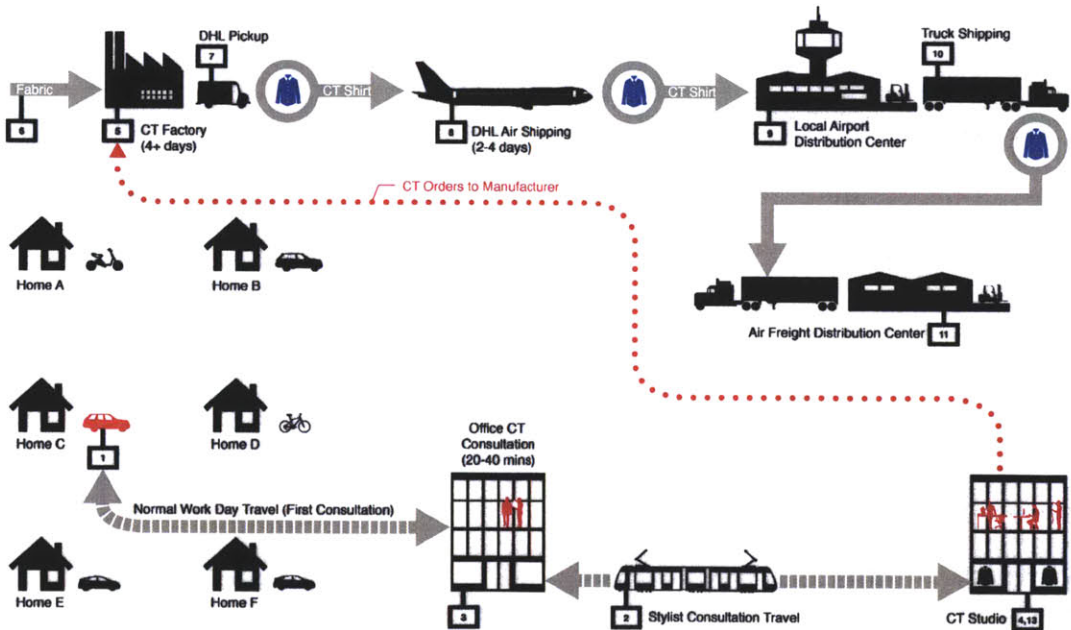 DHL Pickup
7
Truck Shipping
10
Fabric
CT Shirt
CT Shirt
6
5
CT Factory
(4+ days)
8
DHL Air Shipping
(2-4 days)
9
Local Airport
Distribution Center
CT Orders to Manufacturer
Home A
Home B
Air Freight Distribution Center
11
Home C
Home D
1
Office CT
Consultation
(20-40 mins)
Normal Work Day Travel (First Consultation)
Home E
Home F
3
2
Stylist Consultation Travel
CT Studio
4,13